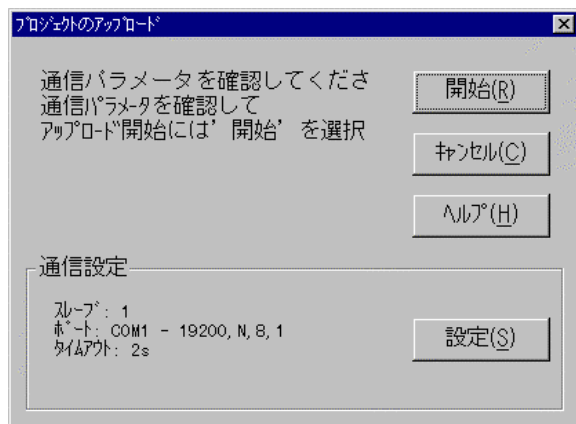 ﾌﾟﾛｼﾞｪｸﾄのｱｯﾌﾟﾛｰﾄﾞ
通信パラメータを確認してくださ
通信ﾊﾟﾗﾒｰﾀを確認して
ｱｯﾌﾟﾛｰﾄﾞ開始には’開始’を選択
開始(R)
ｷｬﾝｾﾙ(C)
ﾍﾙﾌﾟ(H)
通信設定
ｽﾚｰﾌﾞ: 1
ﾎﾟｰﾄ: COM1 - 19200, N, 8, 1
ﾀｲﾑｱｳﾄ: 2s
設定(S)